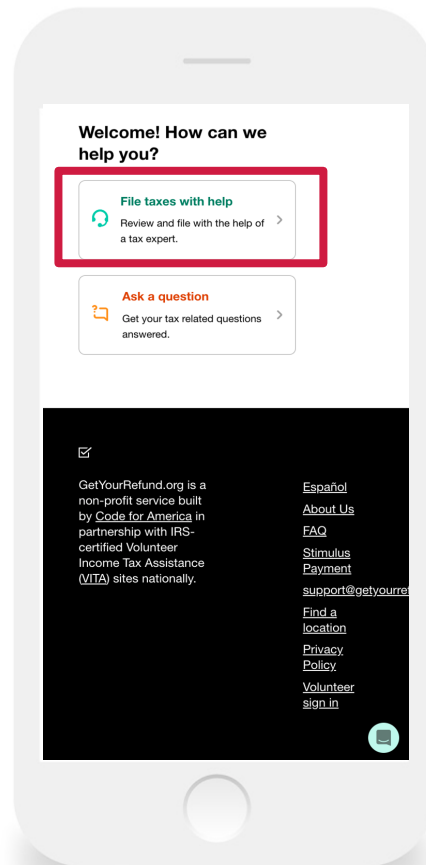 Welcome! How can we
help you?
File taxes with help
Review and file with the help of
a tax expert.
Ask a question
Get your tax related questions
answered.
GetYourRefund.org is a
non-profit service built
by Code for America in
partnership with IRS-
certified Volunteer
Income Tax Assistance
(VITA) sites nationally.
Español
About Us
FAQ
Stimulus
Payment
support@getyourref
Find a
location
Privacy
Policy
Volunteer
sign in